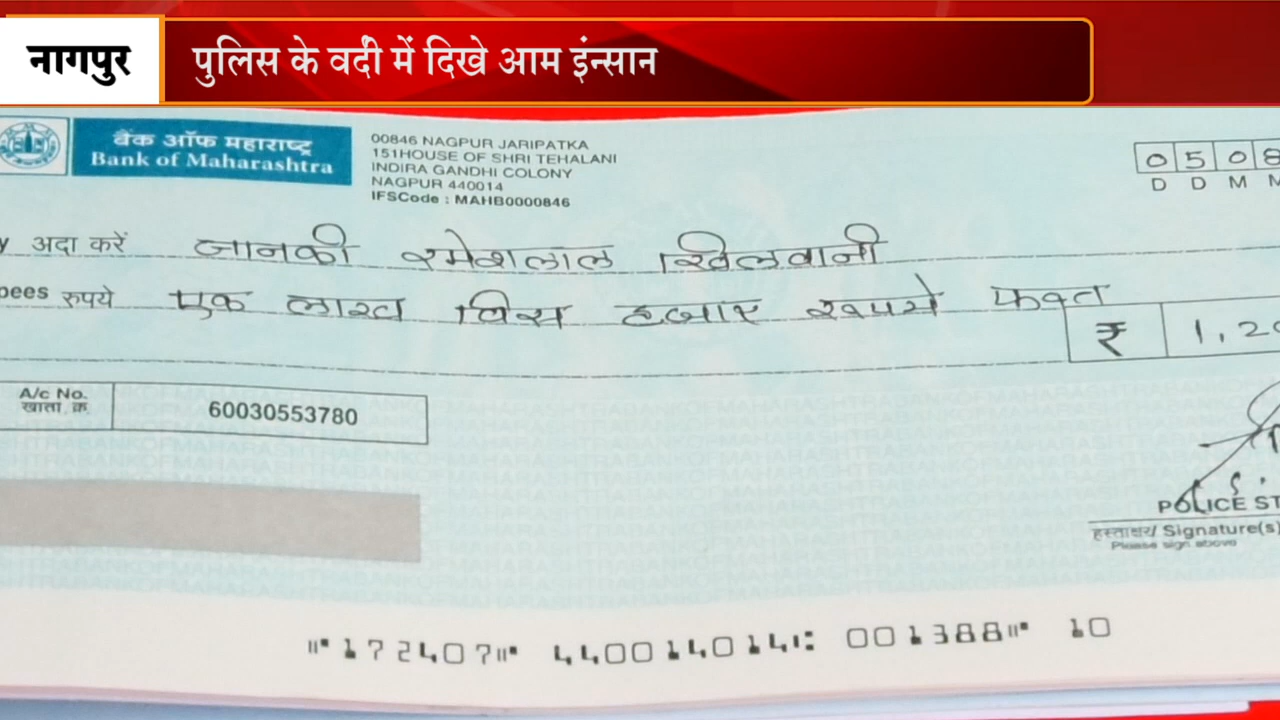 नागपुर
पुलिस के वर्दी में दिखे आम इंन्सान
बैंक ऑफ महाराष्ट्र
Bank of Maharashtra
00846 NAGPUR JARIPATKA
151HOUSE OF SHRI TEHALANI
INDIRA GANDHI COLONY
NAGPUR 440014
IFSCode : MAHB0000846
0 5 0 8
D D M M
अदा करें जानकी रमेशलाल खिलवानी
रुपये एक लाख विस हजार रुपये फक्त
₹ 1,20
A/c No.
खाता क्र.
60030553780
POLICE ST
हस्ताक्षर/ Signature(s)
Please sign above
⑈172407⑈ 440014014⑆ 001388⑈ 10